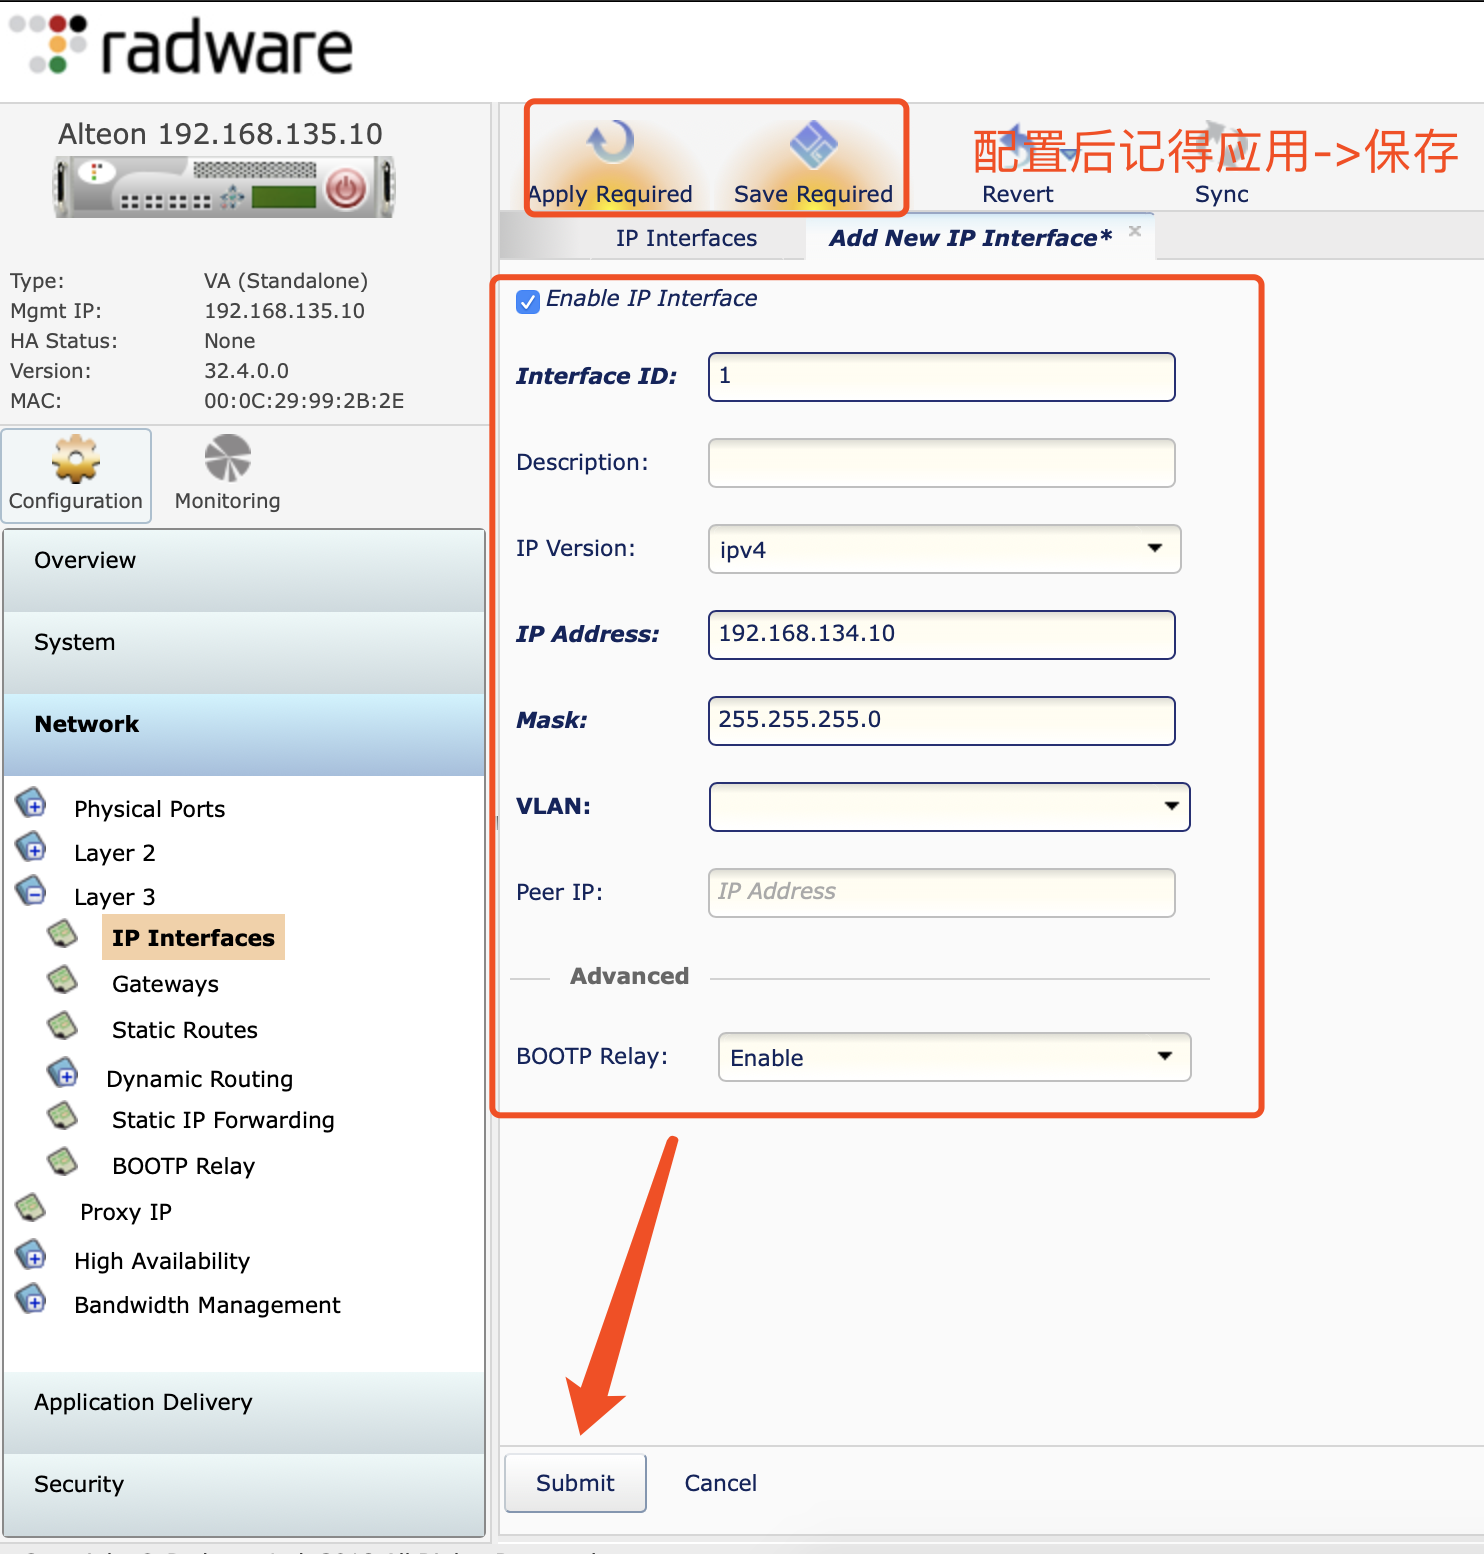 radware
Alteon 192.168.135.10
Type: VA (Standalone)
Mgmt IP: 192.168.135.10
HA Status: None
Version: 32.4.0.0
MAC: 00:0C:29:99:2B:2E
Configuration Monitoring
Overview
System
Network
Physical Ports
Layer 2
Layer 3
IP Interfaces
Gateways
Static Routes
Dynamic Routing
Static IP Forwarding
BOOTP Relay
Proxy IP
High Availability
Bandwidth Management
Application Delivery
Security
配置后记得应用->保存
Apply Required Save Required Revert Sync
IP Interfaces Add New IP Interface*
Enable IP Interface
Interface ID: 1
Description:
IP Version: ipv4
IP Address: 192.168.134.10
Mask: 255.255.255.0
VLAN:
Peer IP: IP Address
Advanced
BOOTP Relay: Enable
Submit Cancel